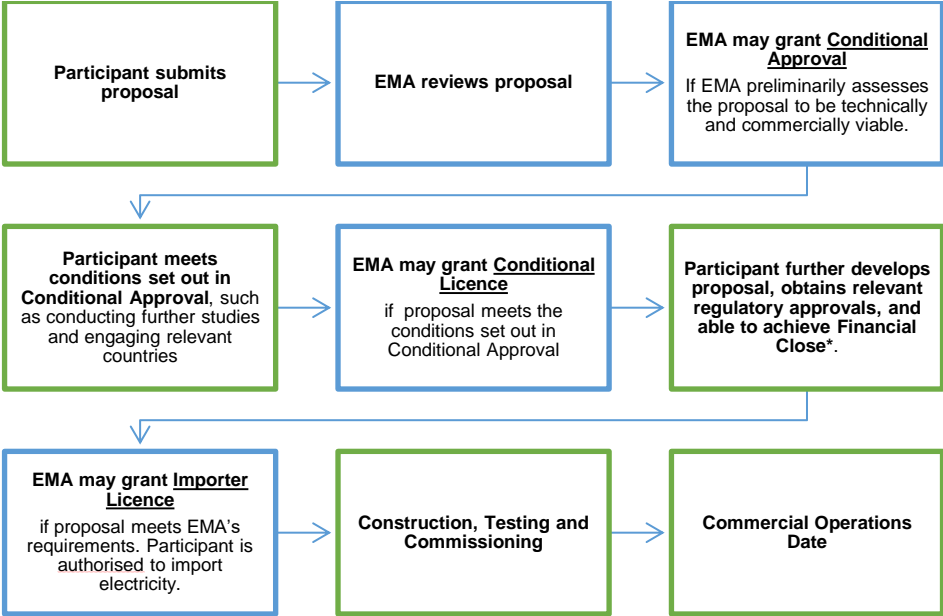 Participant submits
proposal
EMA reviews proposal
EMA may grant Conditional
Approval
If EMA preliminarily assesses
the proposal to be technically
and commercially viable.
Participant meets
conditions set out in
Conditional Approval, such
as conducting further studies
and engaging relevant
countries
EMA may grant Conditional
Licence
if proposal meets the
conditions set out in
Conditional Approval
Participant further develops
proposal, obtains relevant
regulatory approvals, and
able to achieve Financial
Close*.
EMA may grant Importer
Licence
if proposal meets EMA's
requirements. Participant is
authorised to import
electricity.
Construction, Testing and
Commissioning
Commercial Operations
Date